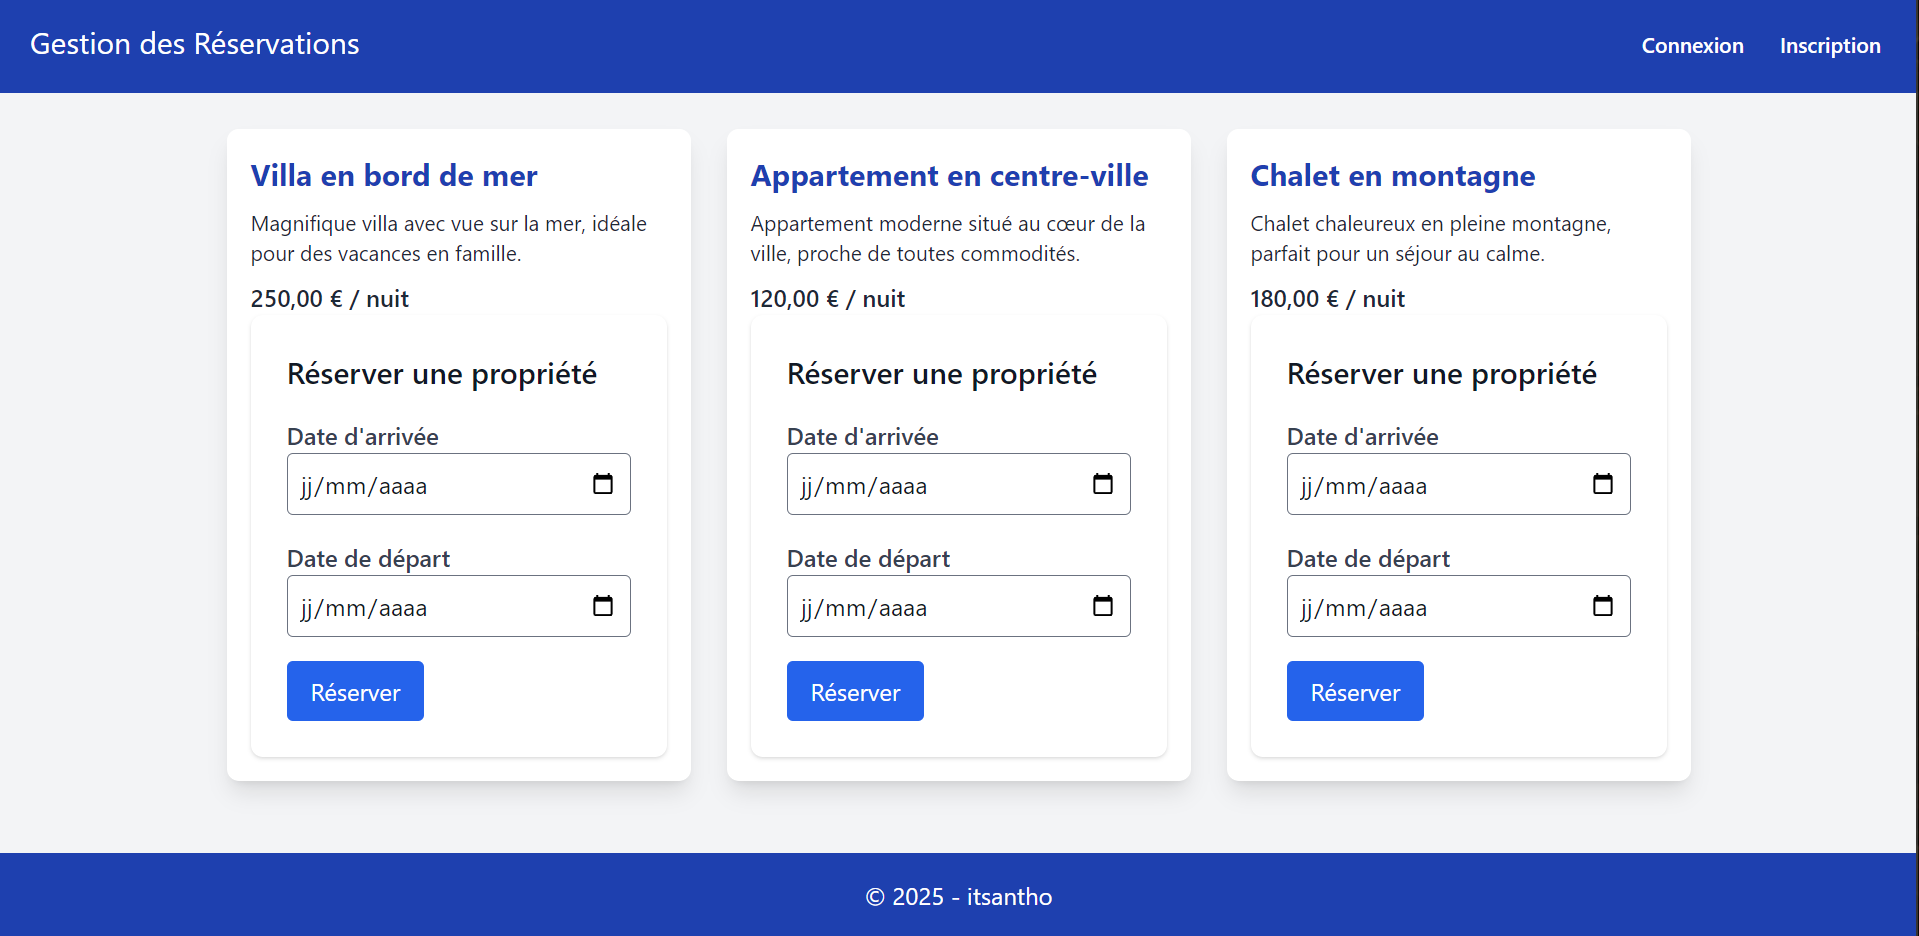 Gestion des Réservations
Connexion
Inscription
Villa en bord de mer
Magnifique villa avec vue sur la mer, idéale
pour des vacances en famille.
250,00 € / nuit
Réserver une propriété
Date d'arrivée
jj/mm/aaaa
Date de départ
jj/mm/aaaa
Réserver
Appartement en centre-ville
Appartement moderne situé au cœur de la
ville, proche de toutes commodités.
120,00 € / nuit
Réserver une propriété
Date d'arrivée
jj/mm/aaaa
Date de départ
jj/mm/aaaa
Réserver
Chalet en montagne
Chalet chaleureux en pleine montagne,
parfait pour un séjour au calme.
180,00 € / nuit
Réserver une propriété
Date d'arrivée
jj/mm/aaaa
Date de départ
jj/mm/aaaa
Réserver
© 2025 - itsantho